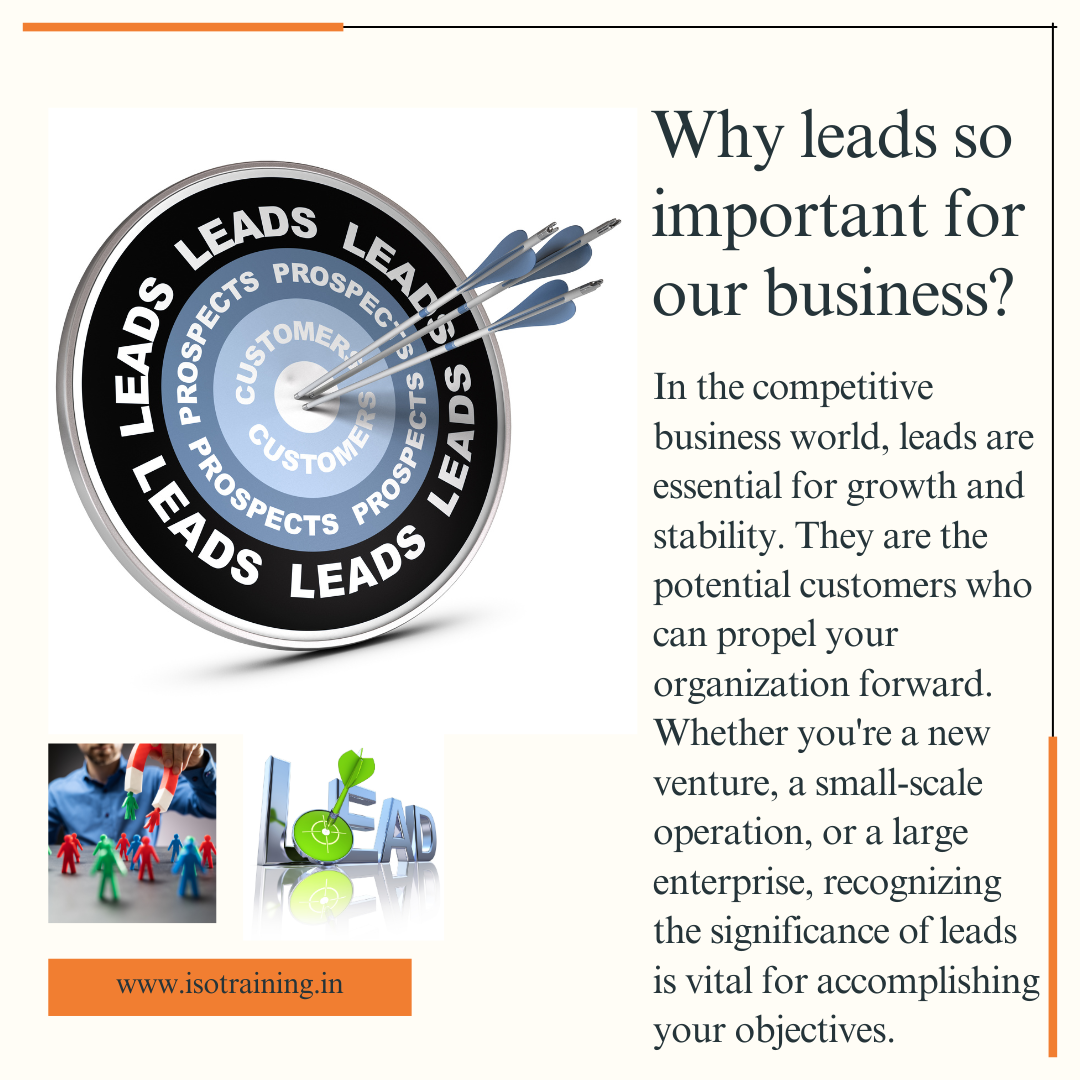 Why leads so
important for
our business?
In the competitive
business world, leads are
essential for growth and
stability. They are the
potential customers who
can propel your
organization forward.
Whether you're a new
venture, a small-scale
operation, or a large
enterprise, recognizing
the significance of leads
is vital for accomplishing
your objectives.
LEADS LEADS LEADS LEADS LEADS LEADS
PROSPECTS PROSPECTS PROSPECTS PROSPECTS
CUSTOMERS CUSTOMERS
LEAD
www.isotraining.in